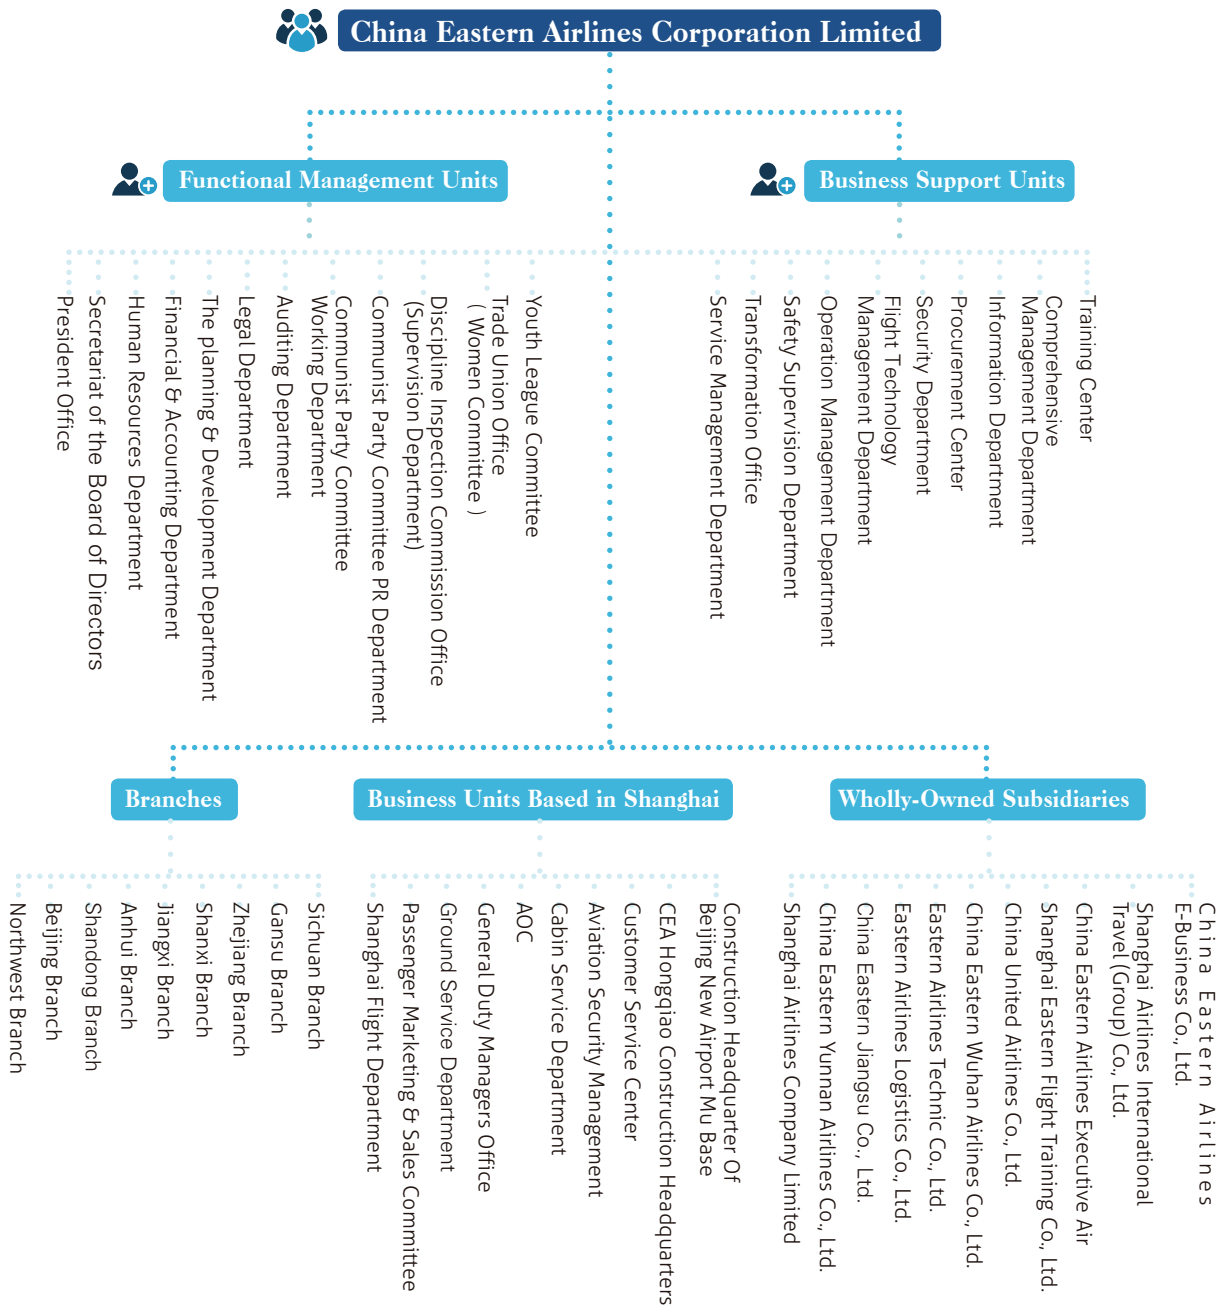 China Eastern Airlines Corporation Limited
Functional Management Units
Business Support Units
President Office
Secretariat of the Board of Directors
Human Resources Department
Financial & Accounting Department
The planning & Development Department
Legal Department
Auditing Department
Communist Party Committee
Working Department
Communist Party Committee PR Department
Discipline Inspection Commission Office
(Supervision Department)
Trade Union Office
( Women Committee )
Youth League Committee
Service Management Department
Transformation Office
Safety Supervision Department
Operation Management Department
Flight Technology
Management Department
Security Department
Procurement Center
Information Department
Comprehensive
Management Department
Training Center
Branches
Business Units Based in Shanghai
Wholly-Owned Subsidiaries
Northwest Branch
Beijing Branch
Shandong Branch
Anhui Branch
Jiangxi Branch
Shanxi Branch
Zhejiang Branch
Gansu Branch
Sichuan Branch
Shanghai Flight Department
Passenger Marketing & Sales Committee
Ground Service Department
General Duty Managers Office
AOC
Cabin Service Department
Aviation Security Management
Customer Service Center
CEA Hongqiao Construction Headquarters
Construction Headquarter Of
Beijing New Airport Mu Base
Shanghai Airlines Company Limited
China Eastern Yunnan Airlines Co., Ltd.
China Eastern Jiangsu Co., Ltd.
Eastern Airlines Logistics Co., Ltd.
Eastern Airlines Technic Co., Ltd.
China Eastern Wuhan Airlines Co., Ltd.
China United Airlines Co., Ltd.
Shanghai Eastern Flight Training Co., Ltd.
China Eastern Airlines Executive Air
Shanghai Airlines International
Travel (Group) Co., Ltd.
China Eastern Airlines
E-Business Co., Ltd.